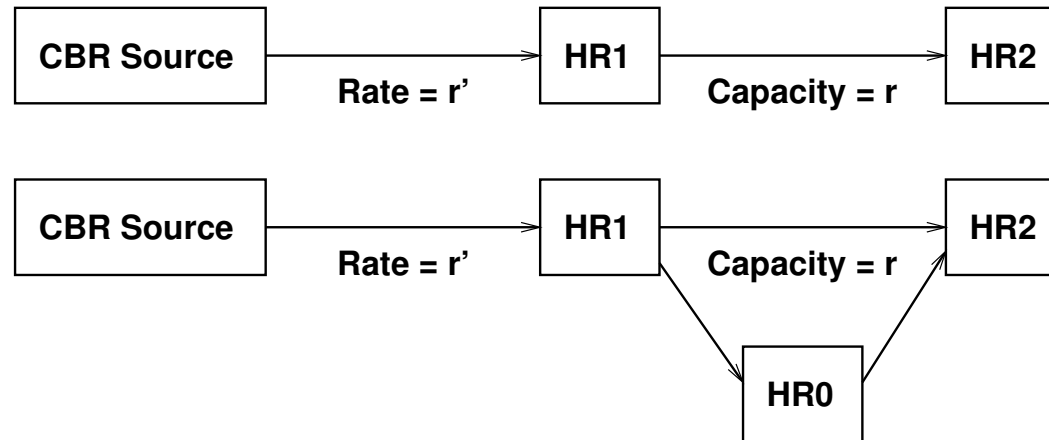 CBR Source HR1 HR2
Rate = r’ Capacity = r
CBR Source HR1 HR2
Rate = r’ Capacity = r
HR0